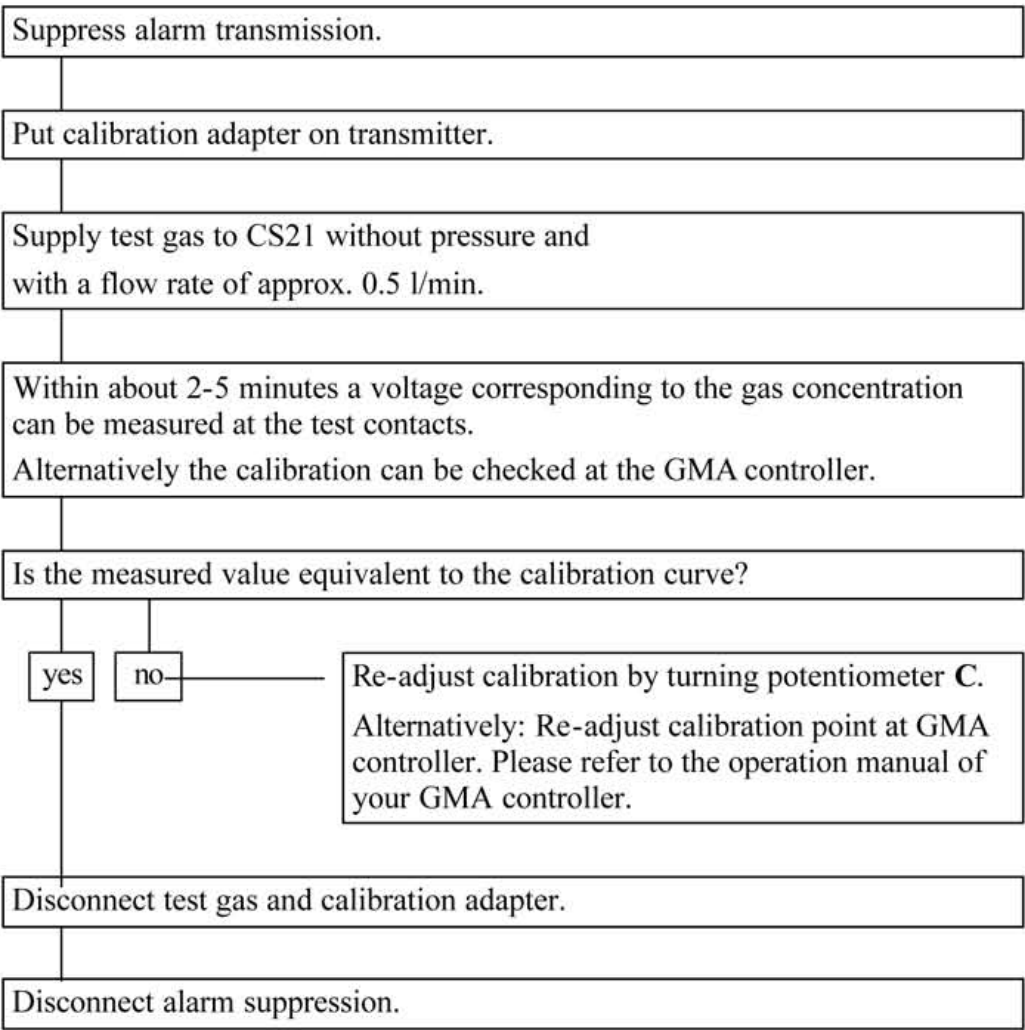 Suppress alarm transmission.
Put calibration adapter on transmitter.
Supply test gas to CS21 without pressure and
with a flow rate of approx. 0.5 l/min.
Within about 2-5 minutes a voltage corresponding to the gas concentration
can be measured at the test contacts.
Alternatively the calibration can be checked at the GMA controller.
Is the measured value equivalent to the calibration curve?
yes
no
Re-adjust calibration by turning potentiometer C.
Alternatively: Re-adjust calibration point at GMA
controller. Please refer to the operation manual of
your GMA controller.
Disconnect test gas and calibration adapter.
Disconnect alarm suppression.